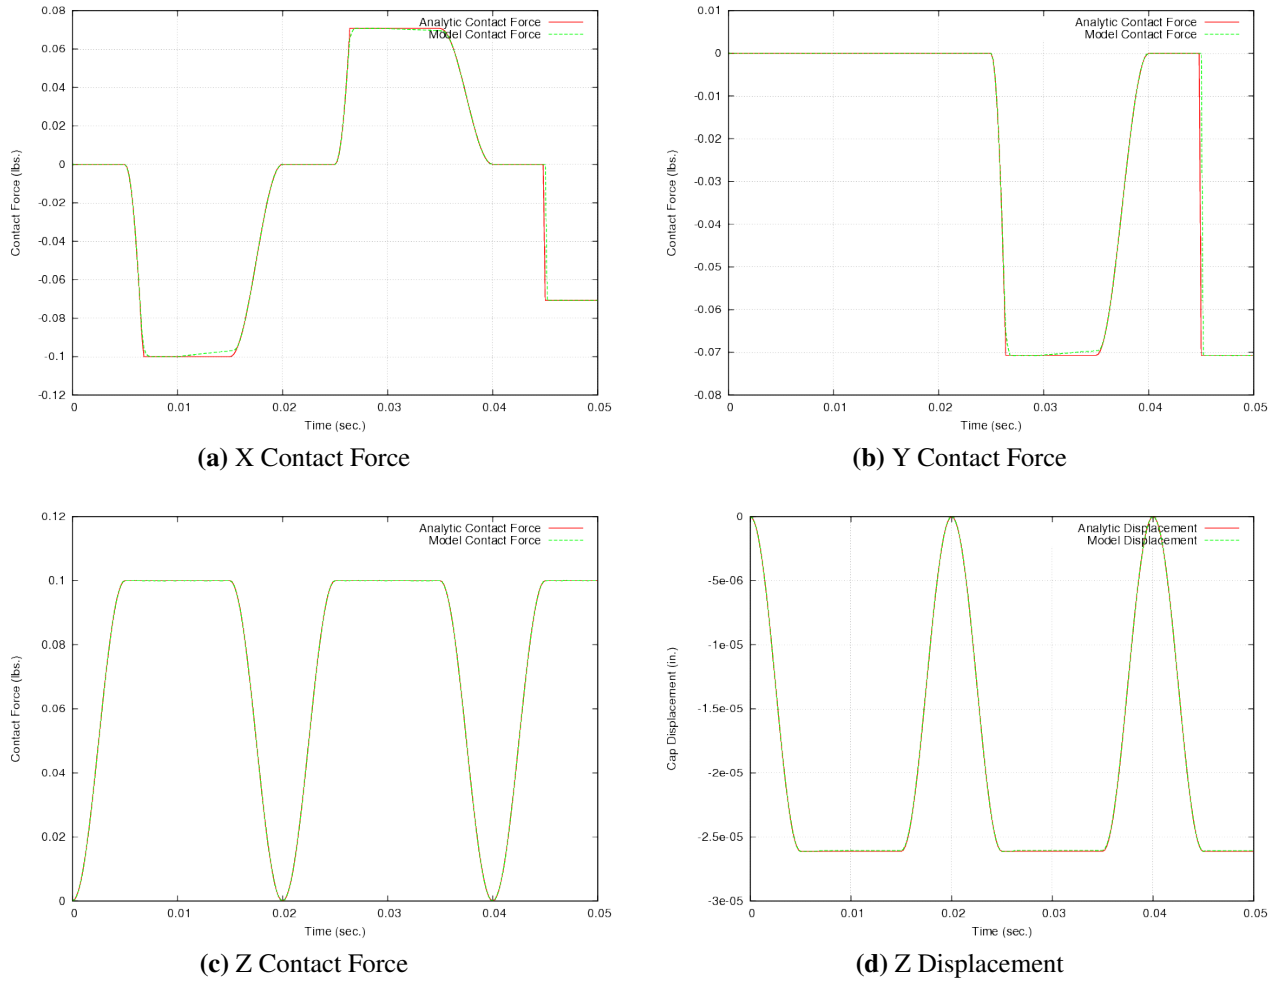 0.08
0.06
0.04
0.02
0
-0.02
-0.04
-0.06
-0.08
-0.1
-0.12
Contact Force (lbs.)
Analytic Contact Force
Model Contact Force
0 0.01 0.02 0.03 0.04 0.05
Time (sec.)
(a) X Contact Force
0.01
0
-0.01
-0.02
-0.03
-0.04
-0.05
-0.06
-0.07
-0.08
Contact Force (lbs.)
Analytic Contact Force
Model Contact Force
0 0.01 0.02 0.03 0.04 0.05
Time (sec.)
(b) Y Contact Force
0.12
0.1
0.08
0.06
0.04
0.02
0
Contact Force (lbs.)
Analytic Contact Force
Model Contact Force
0 0.01 0.02 0.03 0.04 0.05
Time (sec.)
(c) Z Contact Force
0
-5e-06
-1e-05
-1.5e-05
-2e-05
-2.5e-05
-3e-05
Cap Displacement (in.)
Analytic Displacement
Model Displacement
0 0.01 0.02 0.03 0.04 0.05
Time (sec.)
(d) Z Displacement